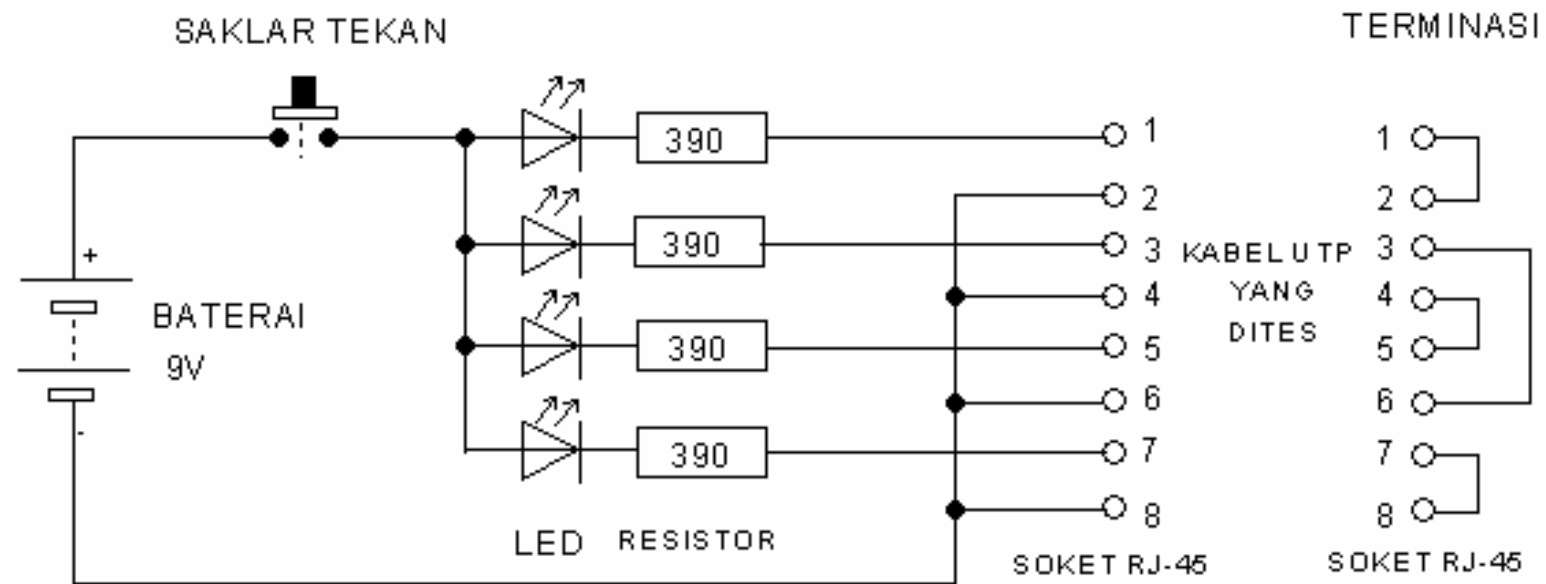 SAKLAR TEKAN
TERMINASI
390
1
1
2
2
390
3
3
KABEL UTP
YANG
DITES
+
BATERAI
9V
4
4
390
5
5
6
6
390
7
7
-
8
8
LED
RESISTOR
SOKET RJ-45
SOKET RJ-45